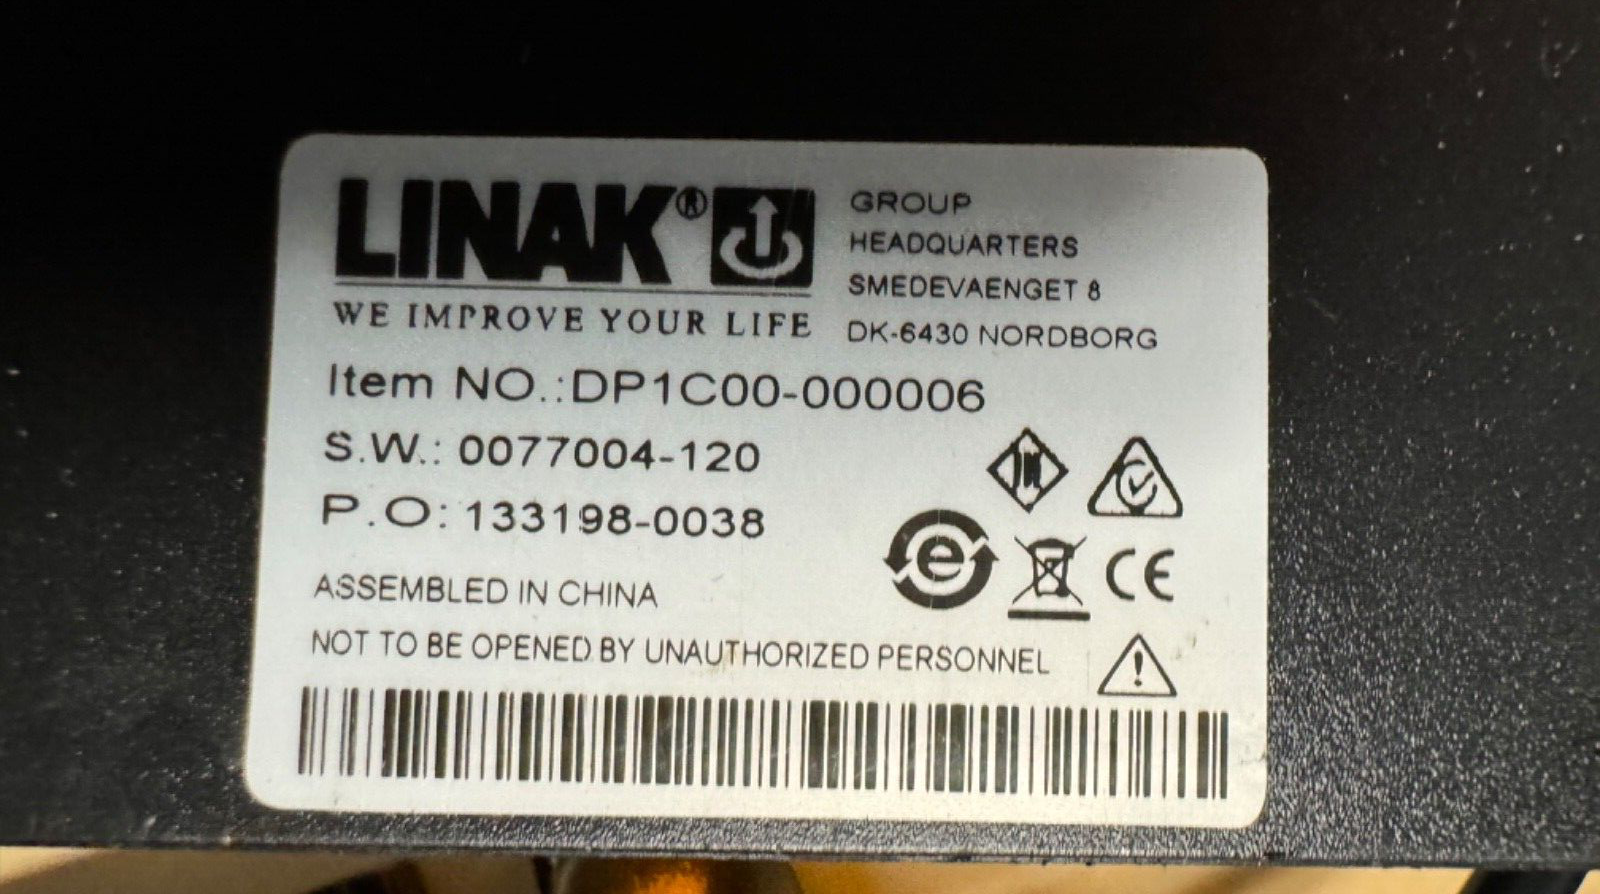 LINAK®
WE IMPROVE YOUR LIFE
GROUP
HEADQUARTERS
SMEDEVAENGET 8
DK-6430 NORDBORG
Item NO.:DP1C00-000006
S.W.: 0077004-120
P.O: 133198-0038
ASSEMBLED IN CHINA
NOT TO BE OPENED BY UNAUTHORIZED PERSONNEL
e
CE